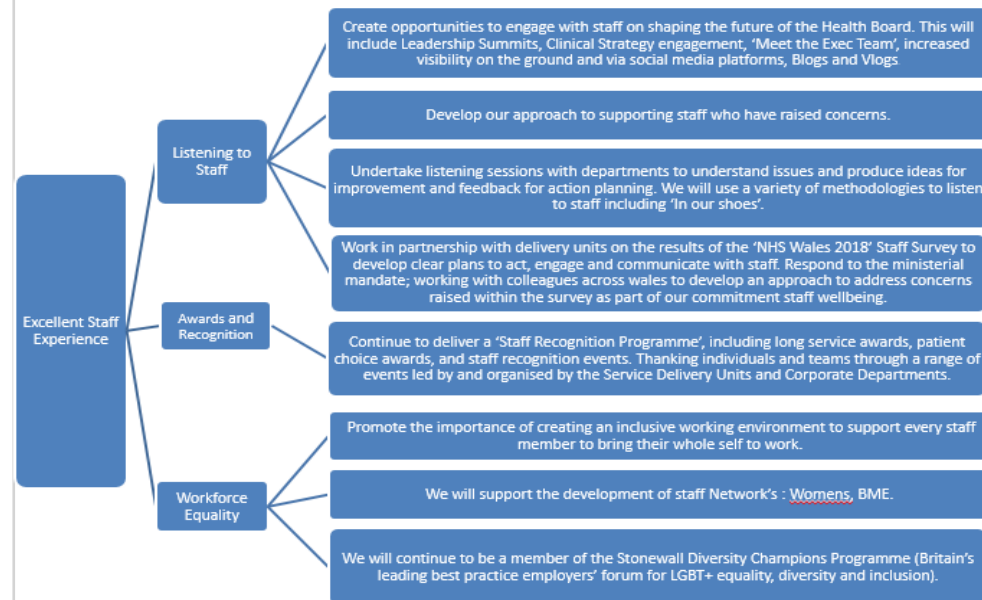 Excellent Staff
Experience
Listening to
Staff
Create opportunities to engage with staff on shaping the future of the Health Board. This will
include Leadership Summits, Clinical Strategy engagement, ‘Meet the Exec Team’, increased
visibility on the ground and via social media platforms, Blogs and Vlogs
Develop our approach to supporting staff who have raised concerns.
Undertake listening sessions with departments to understand issues and produce ideas for
improvement and feedback for action planning. We will use a variety of methodologies to listen
to staff including ‘In our shoes’.
Work in partnership with delivery units on the results of the ‘NHS Wales 2018’ Staff Survey to
develop clear plans to act, engage and communicate with staff. Respond to the ministerial
mandate; working with colleagues across wales to develop an approach to address concerns
raised within the survey as part of our commitment staff wellbeing.
Awards and
Recognition
Continue to deliver a ‘Staff Recognition Programme’, including long service awards, patient
choice awards, and staff recognition events. Thanking individuals and teams through a range of
events led by and organised by the Service Delivery Units and Corporate Departments.
Workforce
Equality
Promote the importance of creating an inclusive working environment to support every staff
member to bring their whole self to work.
We will support the development of staff Network’s : Womens, BME.
We will continue to be a member of the Stonewall Diversity Champions Programme (Britain’s
leading best practice employers’ forum for LGBT+ equality, diversity and inclusion).